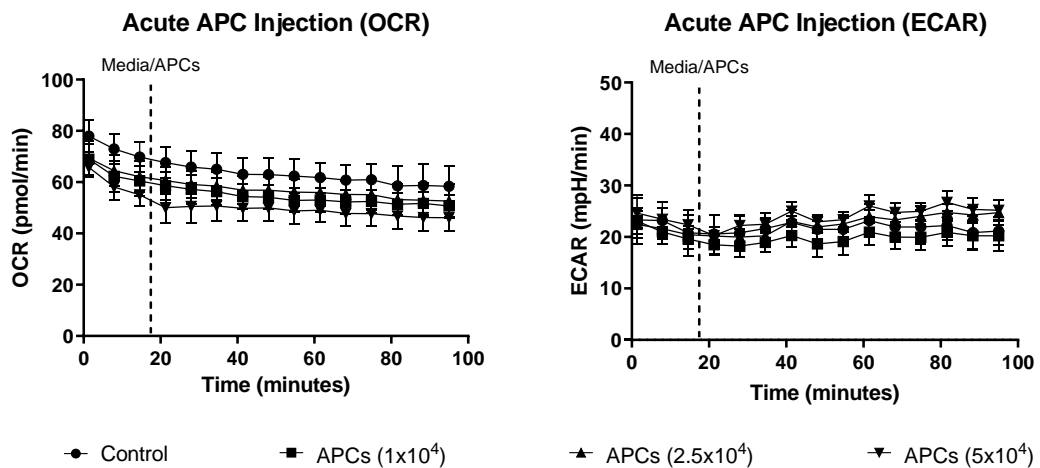 Acute APC Injection (OCR)
Media/APCs
OCR (pmol/min)
100
80
60
40
20
0
0 20 40 60 80 100
Time (minutes)
Acute APC Injection (ECAR)
Media/APCs
ECAR (mpH/min)
50
40
30
20
10
0
0 20 40 60 80 100
Time (minutes)
Control APCs (1x10⁴) APCs (2.5x10⁴) APCs (5x10⁴)